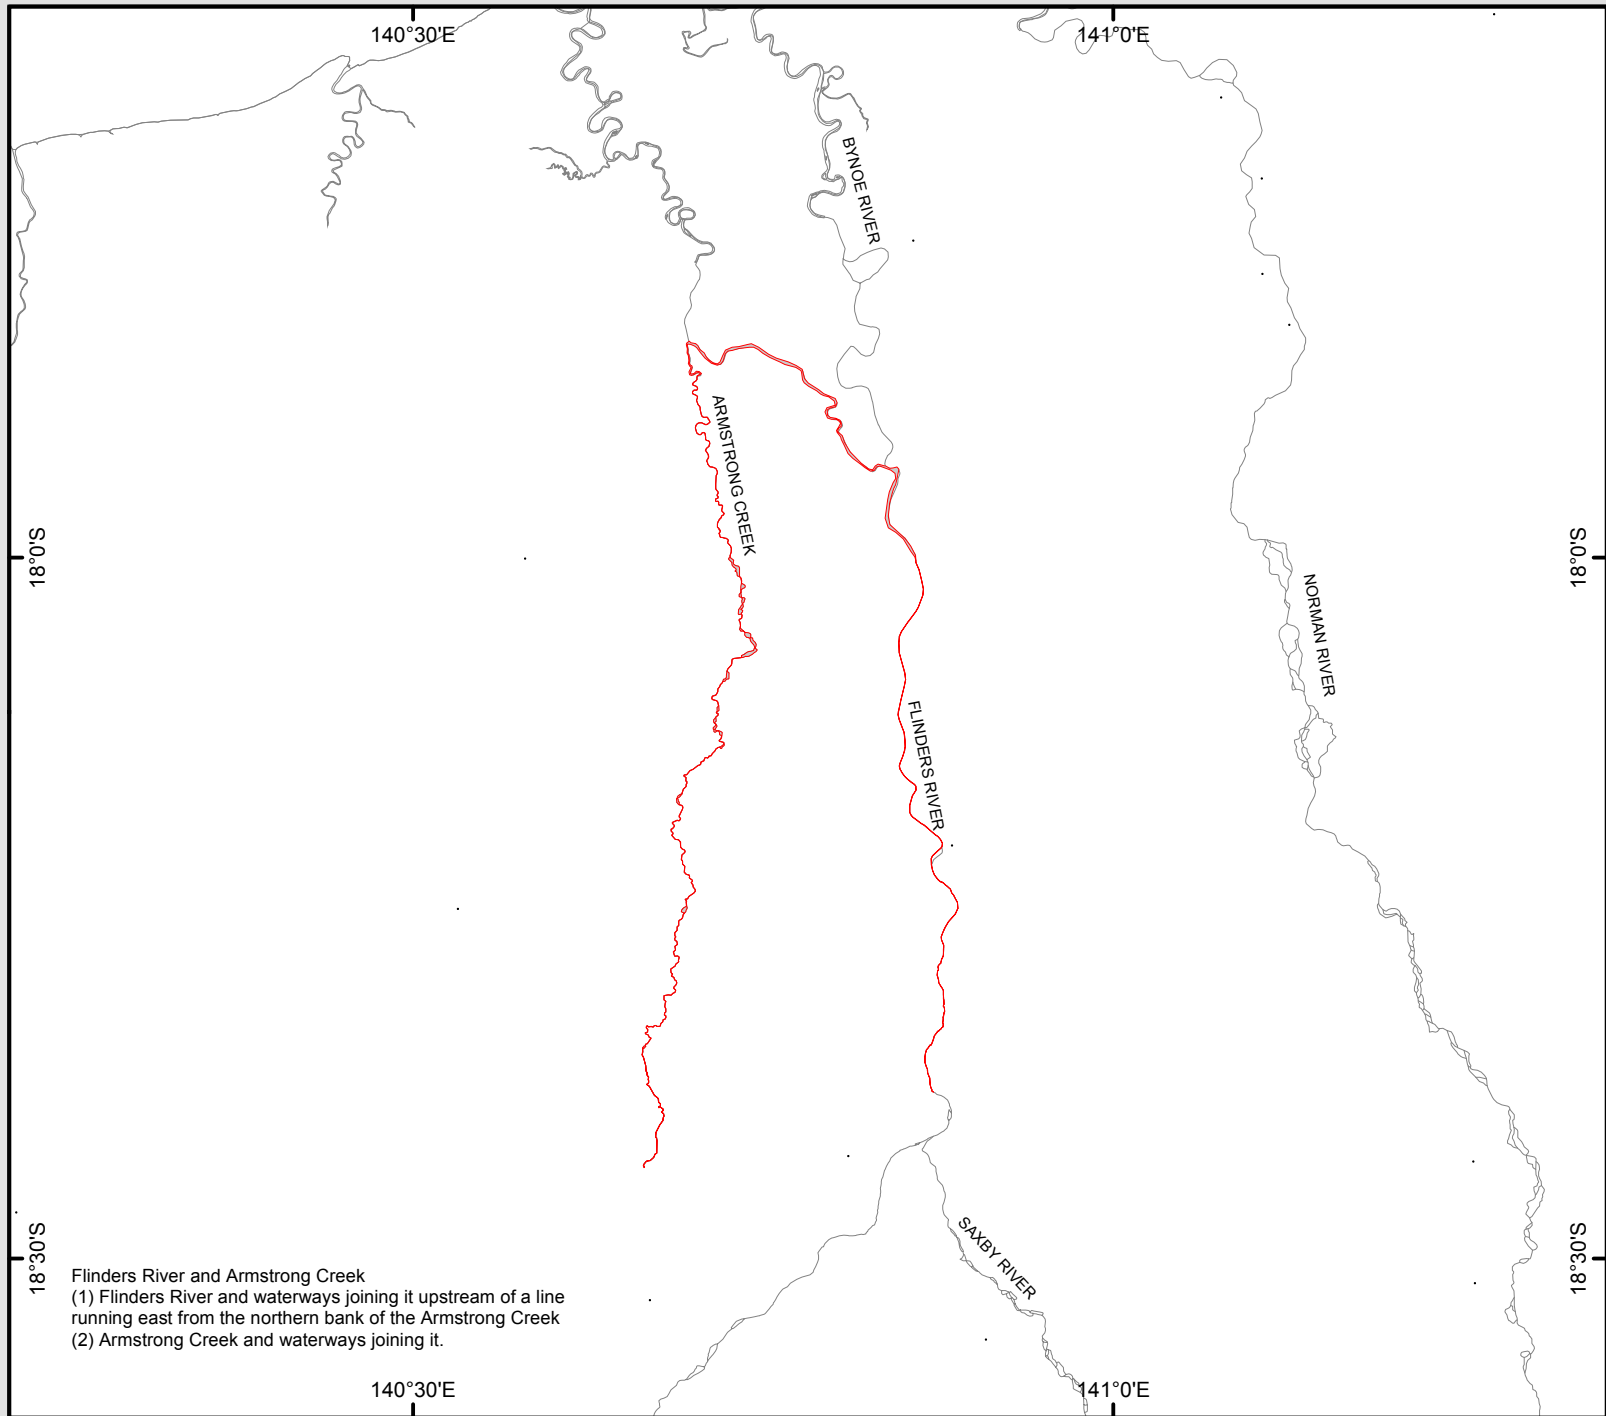 140°30'E
141°0'E
BYNOE RIVER
ARMSTRONG CREEK
18°0'S
18°0'S
NORMAN RIVER
FLINDERS RIVER
SAXBY RIVER
18°30'S
18°30'S
Flinders River and Armstrong Creek
(1) Flinders River and waterways joining it upstream of a line
running east from the northern bank of the Armstrong Creek
(2) Armstrong Creek and waterways joining it.
140°30'E
141°0'E